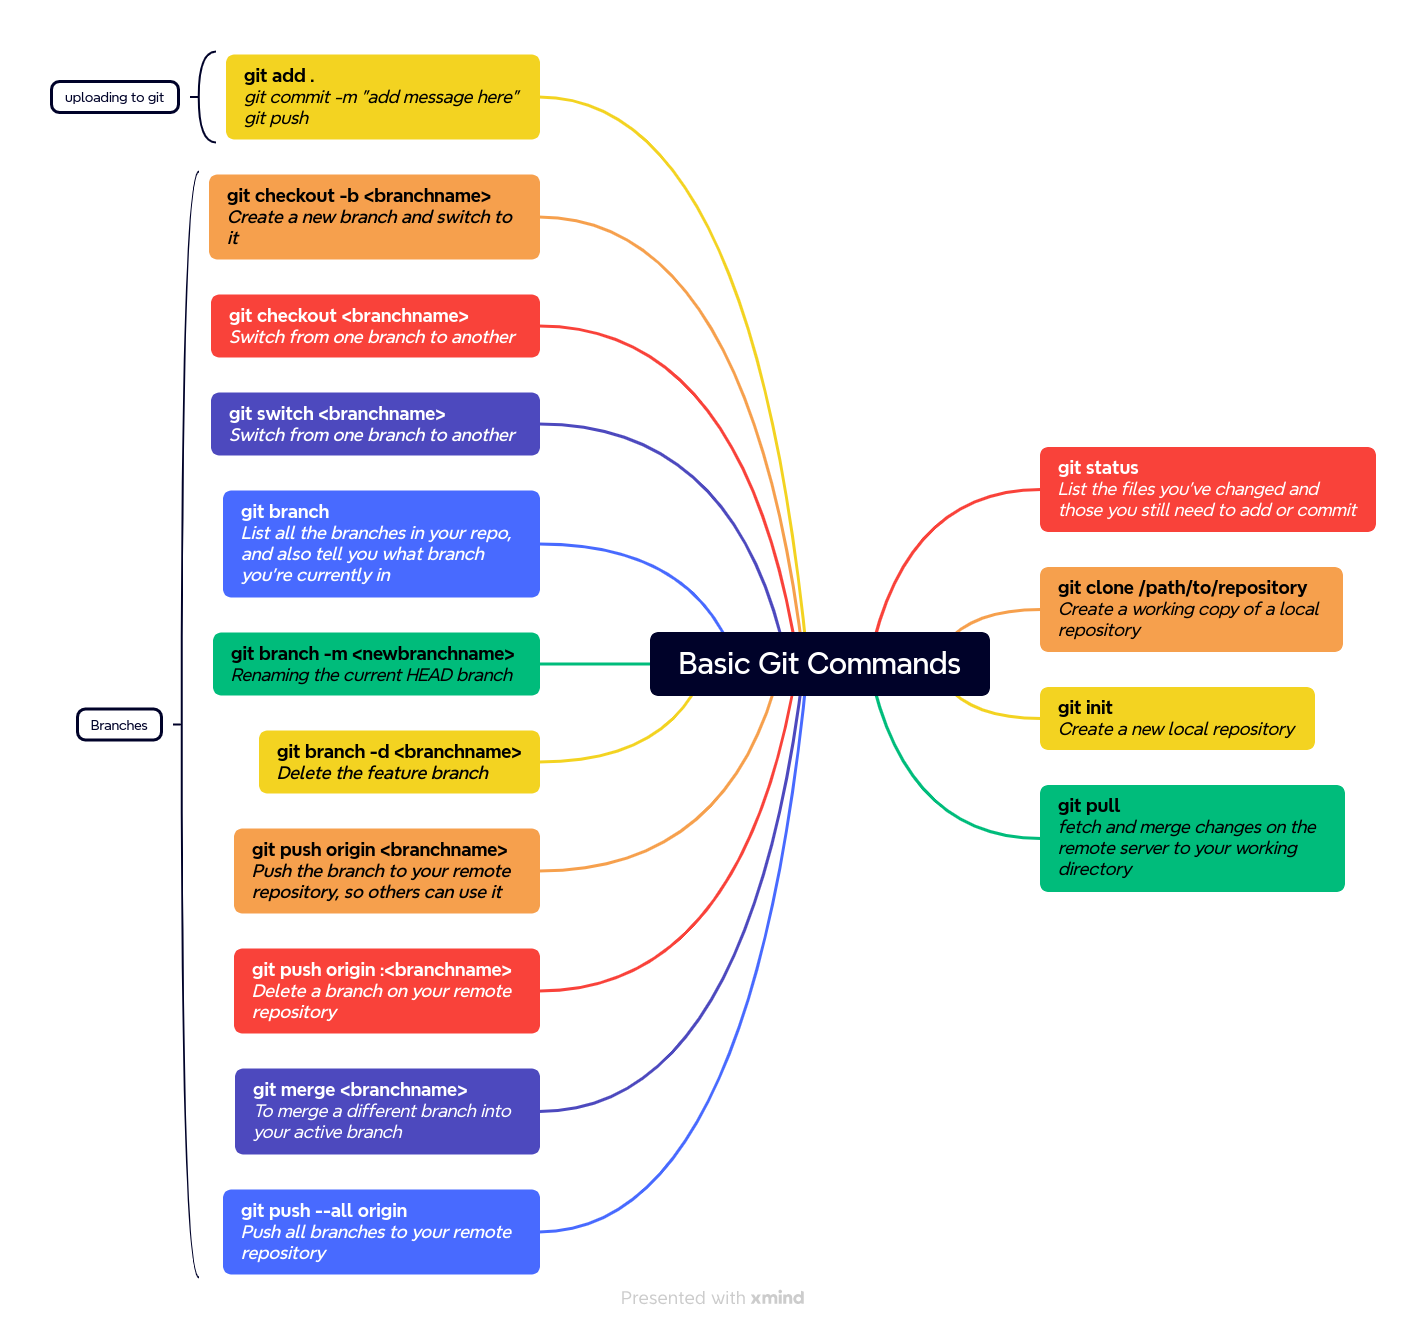 uploading to git
git add .
git commit -m "add message here"
git push
Branches
git checkout -b <branchname>
Create a new branch and switch to
it
git checkout <branchname>
Switch from one branch to another
git switch <branchname>
Switch from one branch to another
git branch
List all the branches in your repo,
and also tell you what branch
you're currently in
git branch -m <newbranchname>
Renaming the current HEAD branch
git branch -d <branchname>
Delete the feature branch
git push origin <branchname>
Push the branch to your remote
repository, so others can use it
git push origin :<branchname>
Delete a branch on your remote
repository
git merge <branchname>
To merge a different branch into
your active branch
git push --all origin
Push all branches to your remote
repository
Basic Git Commands
git status
List the files you've changed and
those you still need to add or commit
git clone /path/to/repository
Create a working copy of a local
repository
git init
Create a new local repository
git pull
fetch and merge changes on the
remote server to your working
directory
Presented with xmind